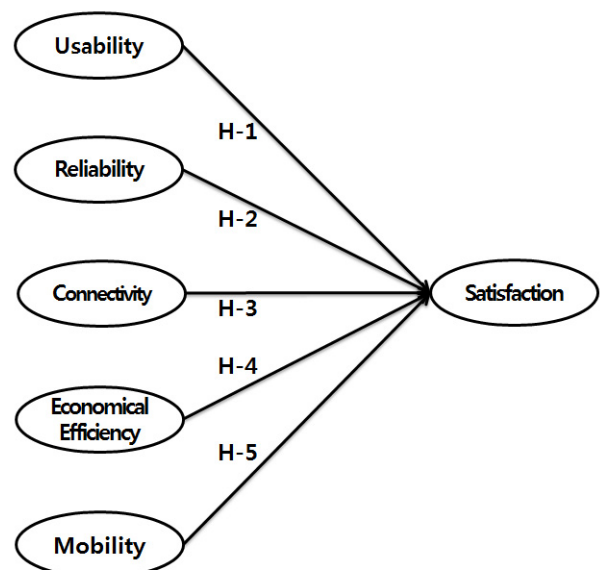 Usability
H-1
Reliability
H-2
Connectivity
H-3
Satisfaction
H-4
Economical
Efficiency
H-5
Mobility